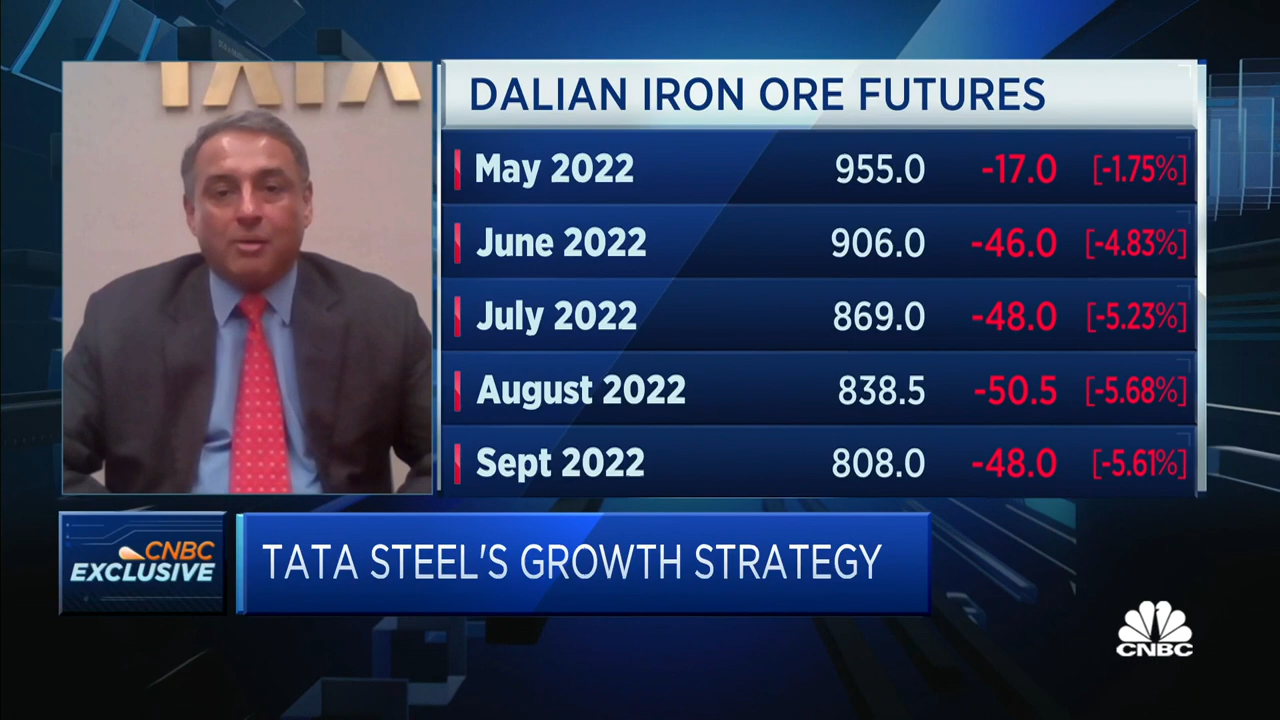 TATA
DALIAN IRON ORE FUTURES
May 2022 955.0 -17.0 [-1.75%]
June 2022 906.0 -46.0 [-4.83%]
July 2022 869.0 -48.0 [-5.23%]
August 2022 838.5 -50.5 [-5.68%]
Sept 2022 808.0 -48.0 [-5.61%]
CNBC
EXCLUSIVE
TATA STEEL'S GROWTH STRATEGY
CNBC